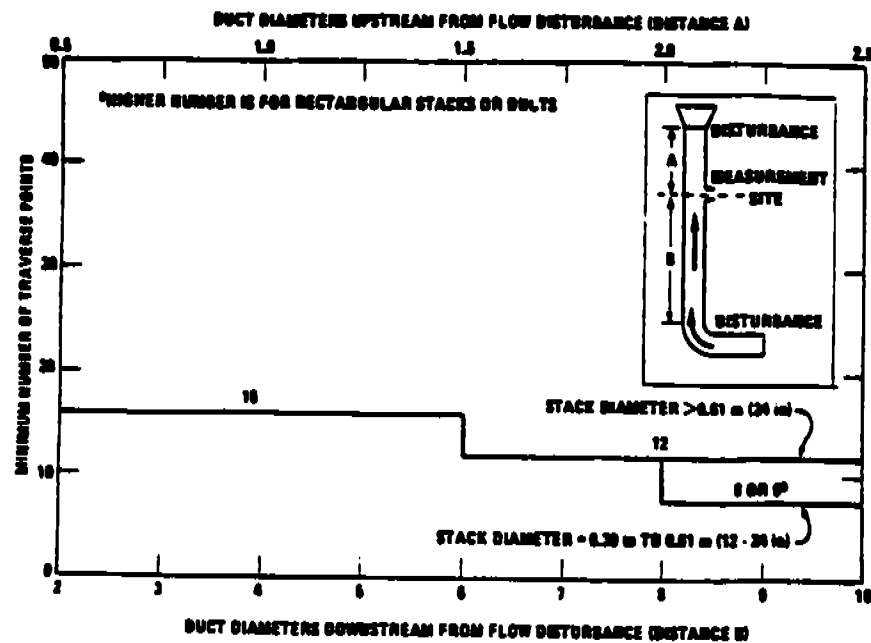 DUCT DIAMETERS UPSTREAM FROM FLOW DISTURBANCE (DISTANCE A)
0.5 1.0 1.5 2.0 2.5
50
HIGHER NUMBER IS FOR RECTANGULAR STACKS OR DUCTS
DISTURBANCE
A
MEASUREMENT
SITE
B
DISTURBANCE
MINIMUM NUMBER OF TRAVERSE POINTS
40
30
20
16
STACK DIAMETER > 0.61 m (24 in)
12
10
8 OR 9
STACK DIAMETER = 0.30 TO 0.61 m (12 - 24 in)
0
2 3 4 5 6 7 8 9 10
DUCT DIAMETERS DOWNSTREAM FROM FLOW DISTURBANCE (DISTANCE B)